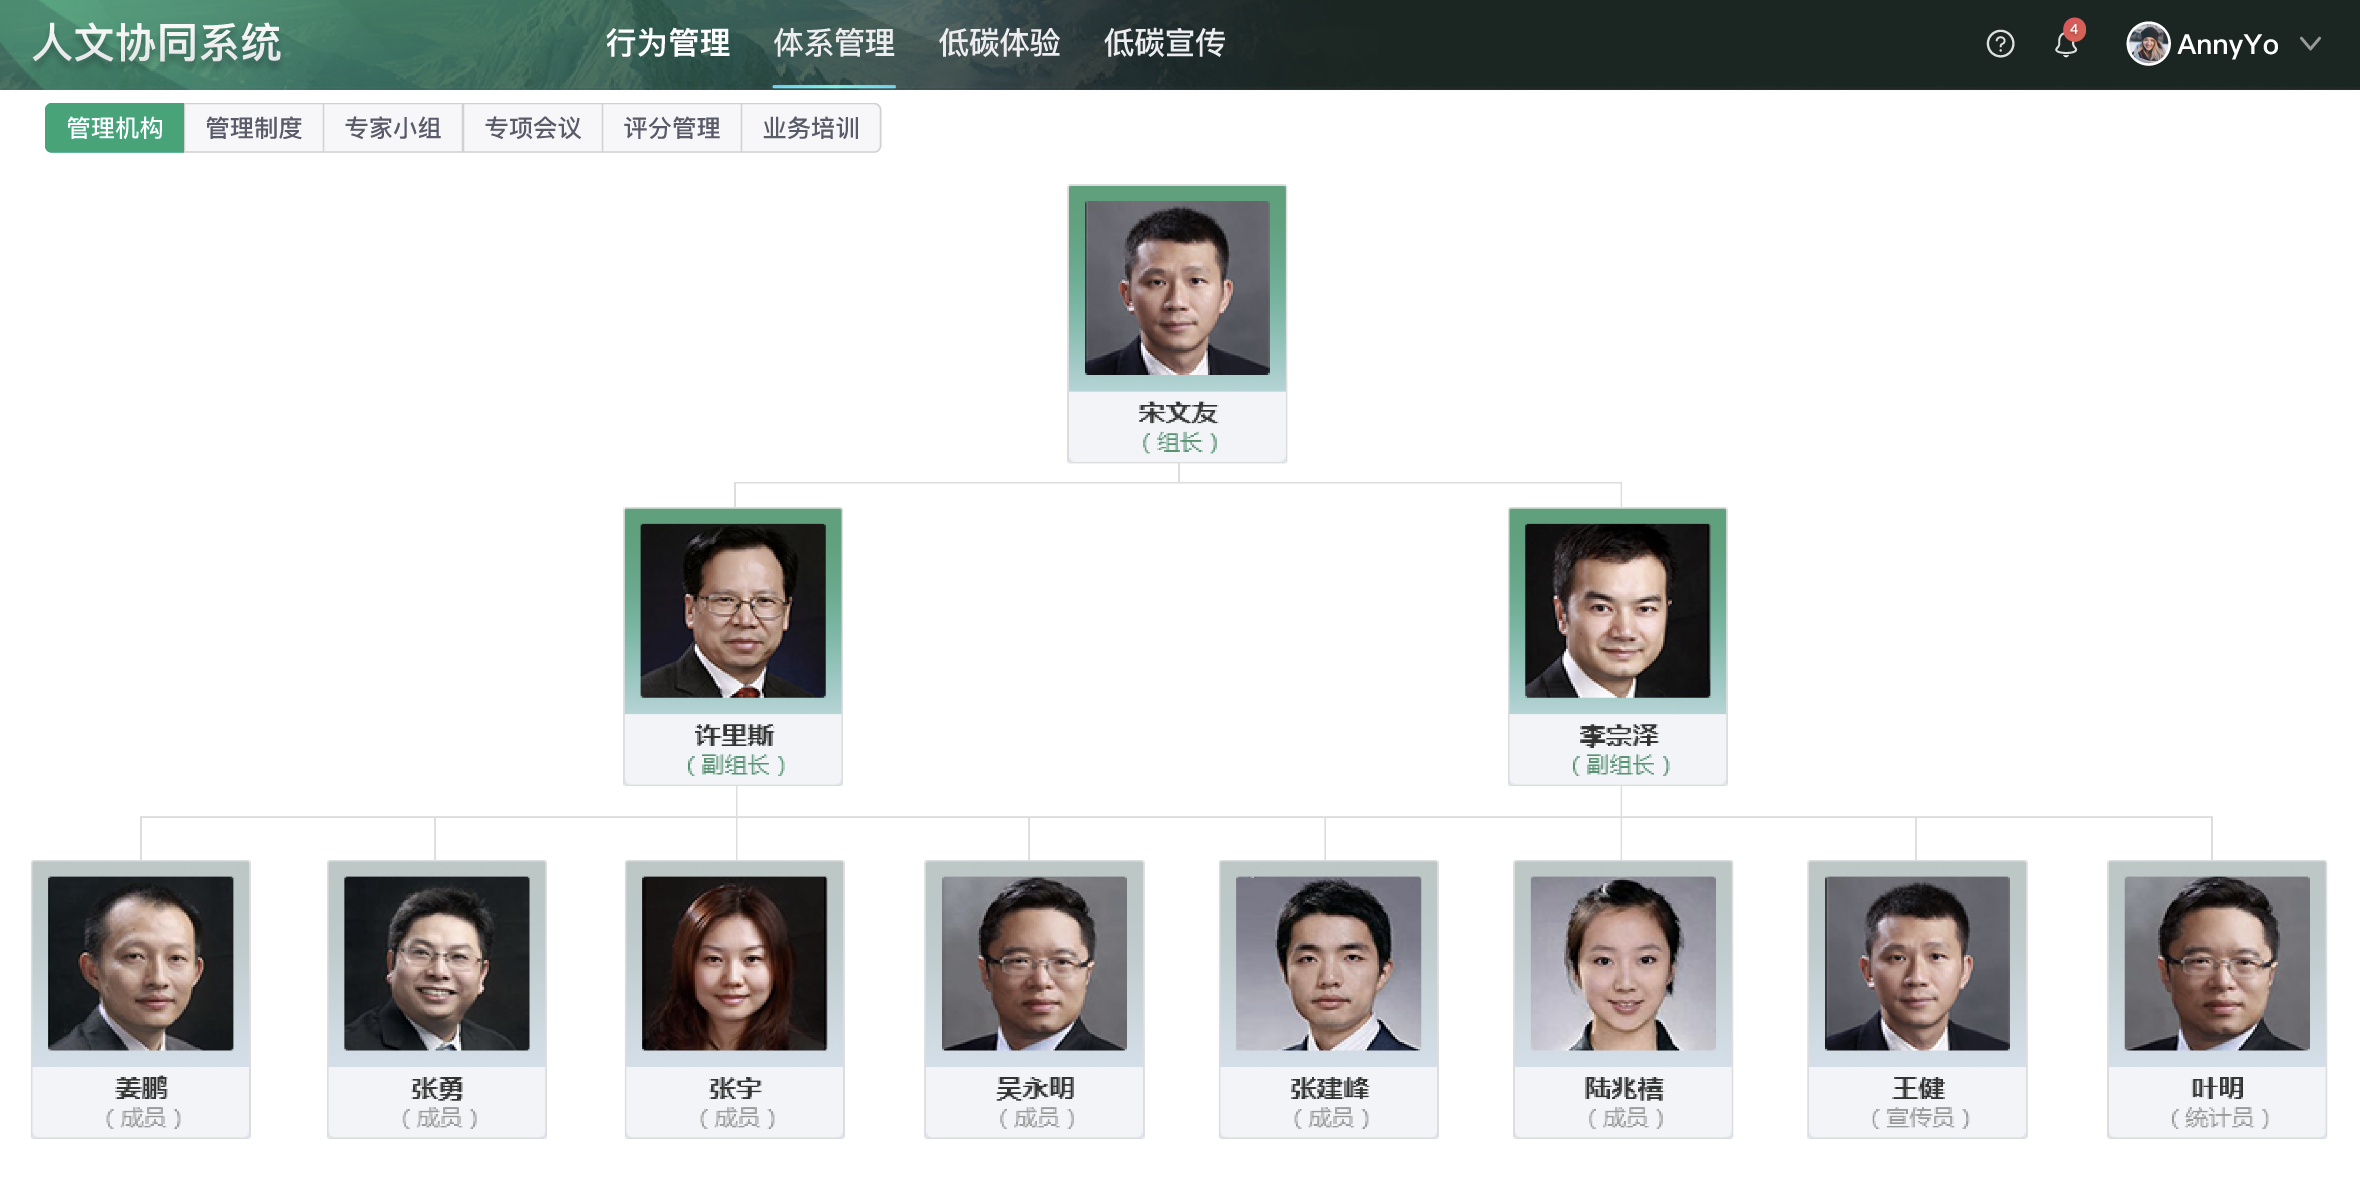 人文协同系统
行为管理 体系管理 低碳体验 低碳宣传
4
AnnyYo
管理机构 管理制度 专家小组 专项会议 评分管理 业务培训
宋文友
（组长）
许里斯
（副组长）
李宗泽
（副组长）
姜鹏
（成员）
张勇
（成员）
张宇
（成员）
吴永明
（成员）
张建峰
（成员）
陆兆禧
（成员）
王健
（宣传员）
叶明
（统计员）